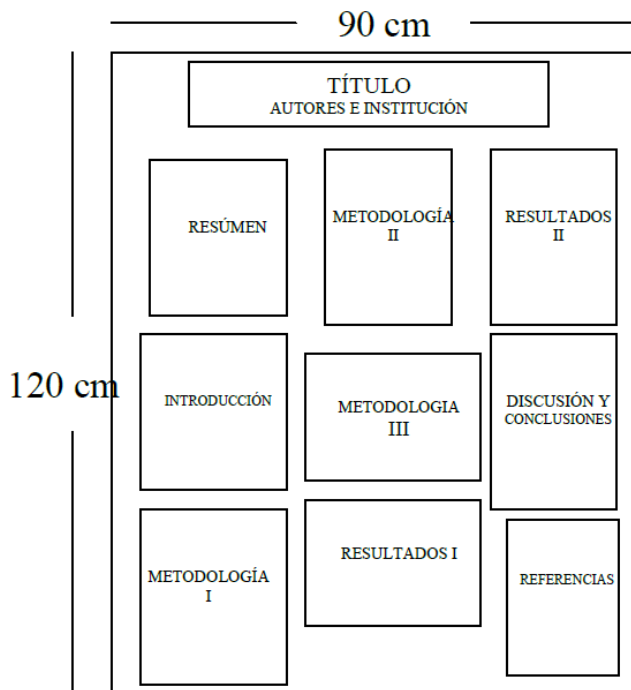 90 cm
TÍTULO
AUTORES E INSTITUCIÓN
RESÚMEN
METODOLOGÍA
II
RESULTADOS
II
120 cm
INTRODUCCIÓN
METODOLOGIA
III
DISCUSIÓN Y
CONCLUSIONES
METODOLOGÍA
I
RESULTADOS I
REFERENCIAS